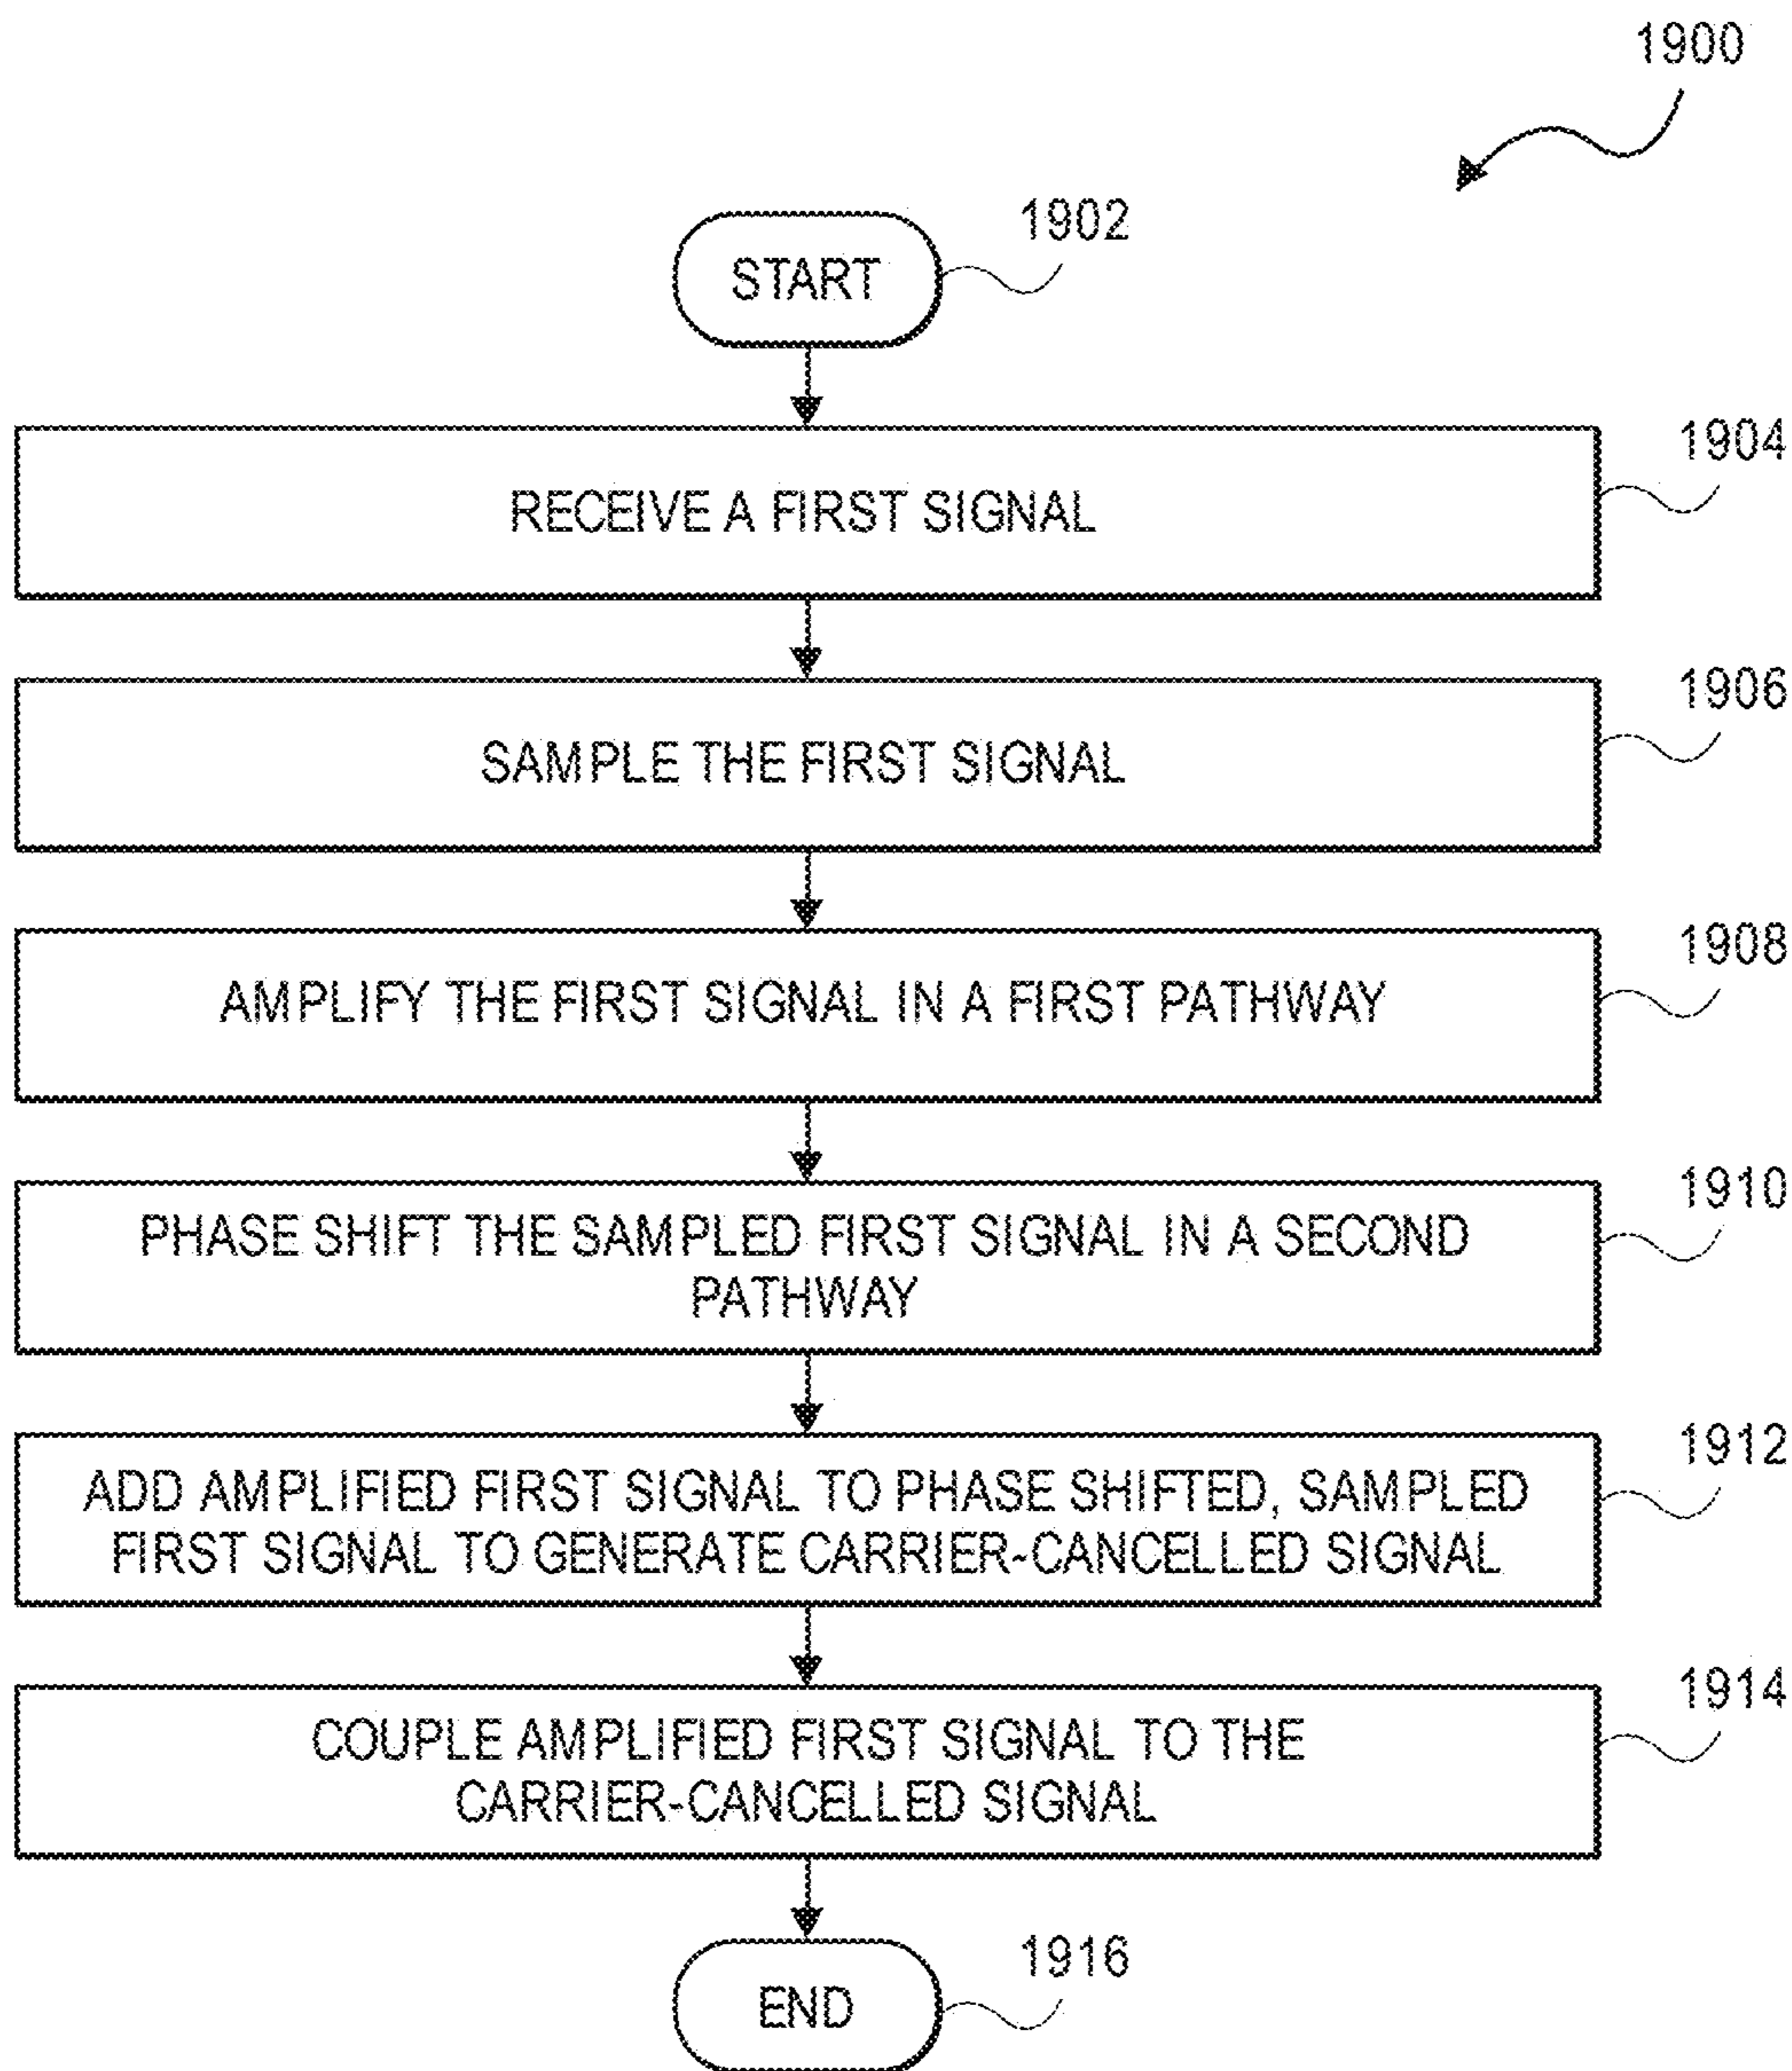 1900
START
1902
RECEIVE A FIRST SIGNAL
1904
SAMPLE THE FIRST SIGNAL
1906
AMPLIFY THE FIRST SIGNAL IN A FIRST PATHWAY
1908
PHASE SHIFT THE SAMPLED FIRST SIGNAL IN A SECOND
PATHWAY
1910
ADD AMPLIFIED FIRST SIGNAL TO PHASE SHIFTED, SAMPLED
FIRST SIGNAL TO GENERATE CARRIER-CANCELLED SIGNAL
1912
COUPLE AMPLIFIED FIRST SIGNAL TO THE
CARRIER-CANCELLED SIGNAL
1914
END
1916